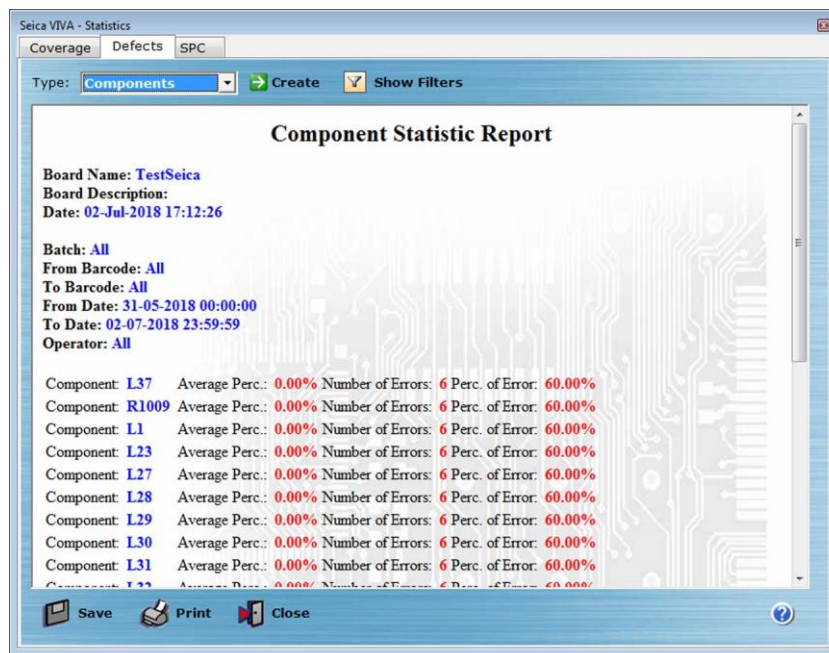 Seica VIVA - Statistics
Coverage Defects SPC
Type: Components Create Show Filters
Component Statistic Report
Board Name: TestSeica
Board Description:
Date: 02-Jul-2018 17:12:26
Batch: All
From Barcode: All
To Barcode: All
From Date: 31-05-2018 00:00:00
To Date: 02-07-2018 23:59:59
Operator: All
Component: L37 Average Perc.: 0.00% Number of Errors: 6 Perc. of Error: 60.00%
Component: R1009 Average Perc.: 0.00% Number of Errors: 6 Perc. of Error: 60.00%
Component: L1 Average Perc.: 0.00% Number of Errors: 6 Perc. of Error: 60.00%
Component: L23 Average Perc.: 0.00% Number of Errors: 6 Perc. of Error: 60.00%
Component: L27 Average Perc.: 0.00% Number of Errors: 6 Perc. of Error: 60.00%
Component: L28 Average Perc.: 0.00% Number of Errors: 6 Perc. of Error: 60.00%
Component: L29 Average Perc.: 0.00% Number of Errors: 6 Perc. of Error: 60.00%
Component: L30 Average Perc.: 0.00% Number of Errors: 6 Perc. of Error: 60.00%
Component: L31 Average Perc.: 0.00% Number of Errors: 6 Perc. of Error: 60.00%
Save Print Close ?